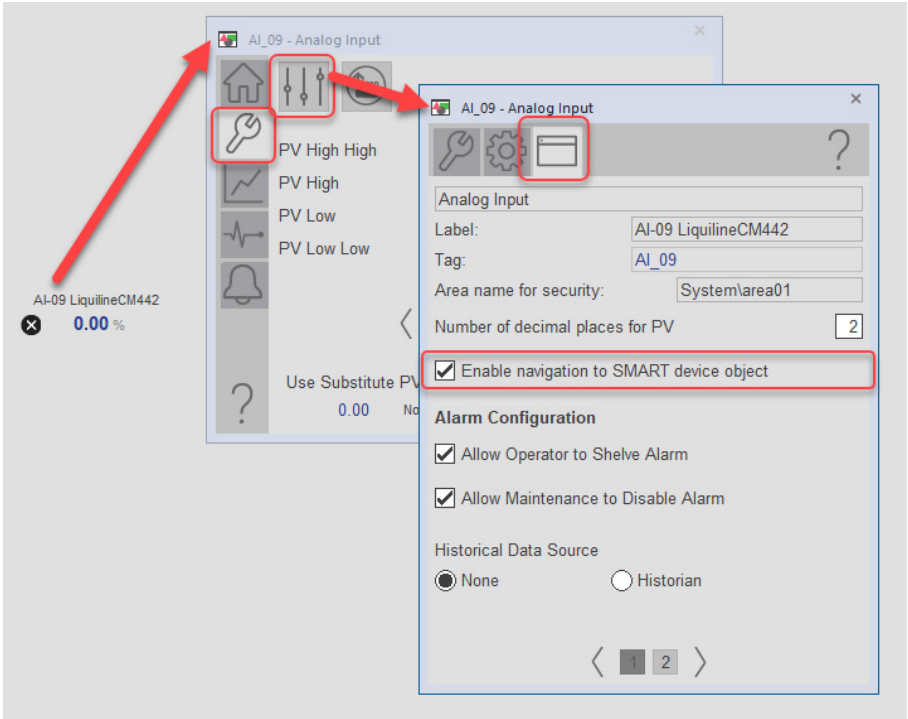 AI_09 - Analog Input
PV High High
PV High
PV Low
PV Low Low
Use Substitute PV
0.00
No
?
AI-09 LiquilineCM442
0.00 %
AI_09 - Analog Input
?
Analog Input
Label: AI-09 LiquilineCM442
Tag: AI_09
Area name for security: System\area01
Number of decimal places for PV 2
Enable navigation to SMART device object
Alarm Configuration
Allow Operator to Shelve Alarm
Allow Maintenance to Disable Alarm
Historical Data Source
None Historian
1 2